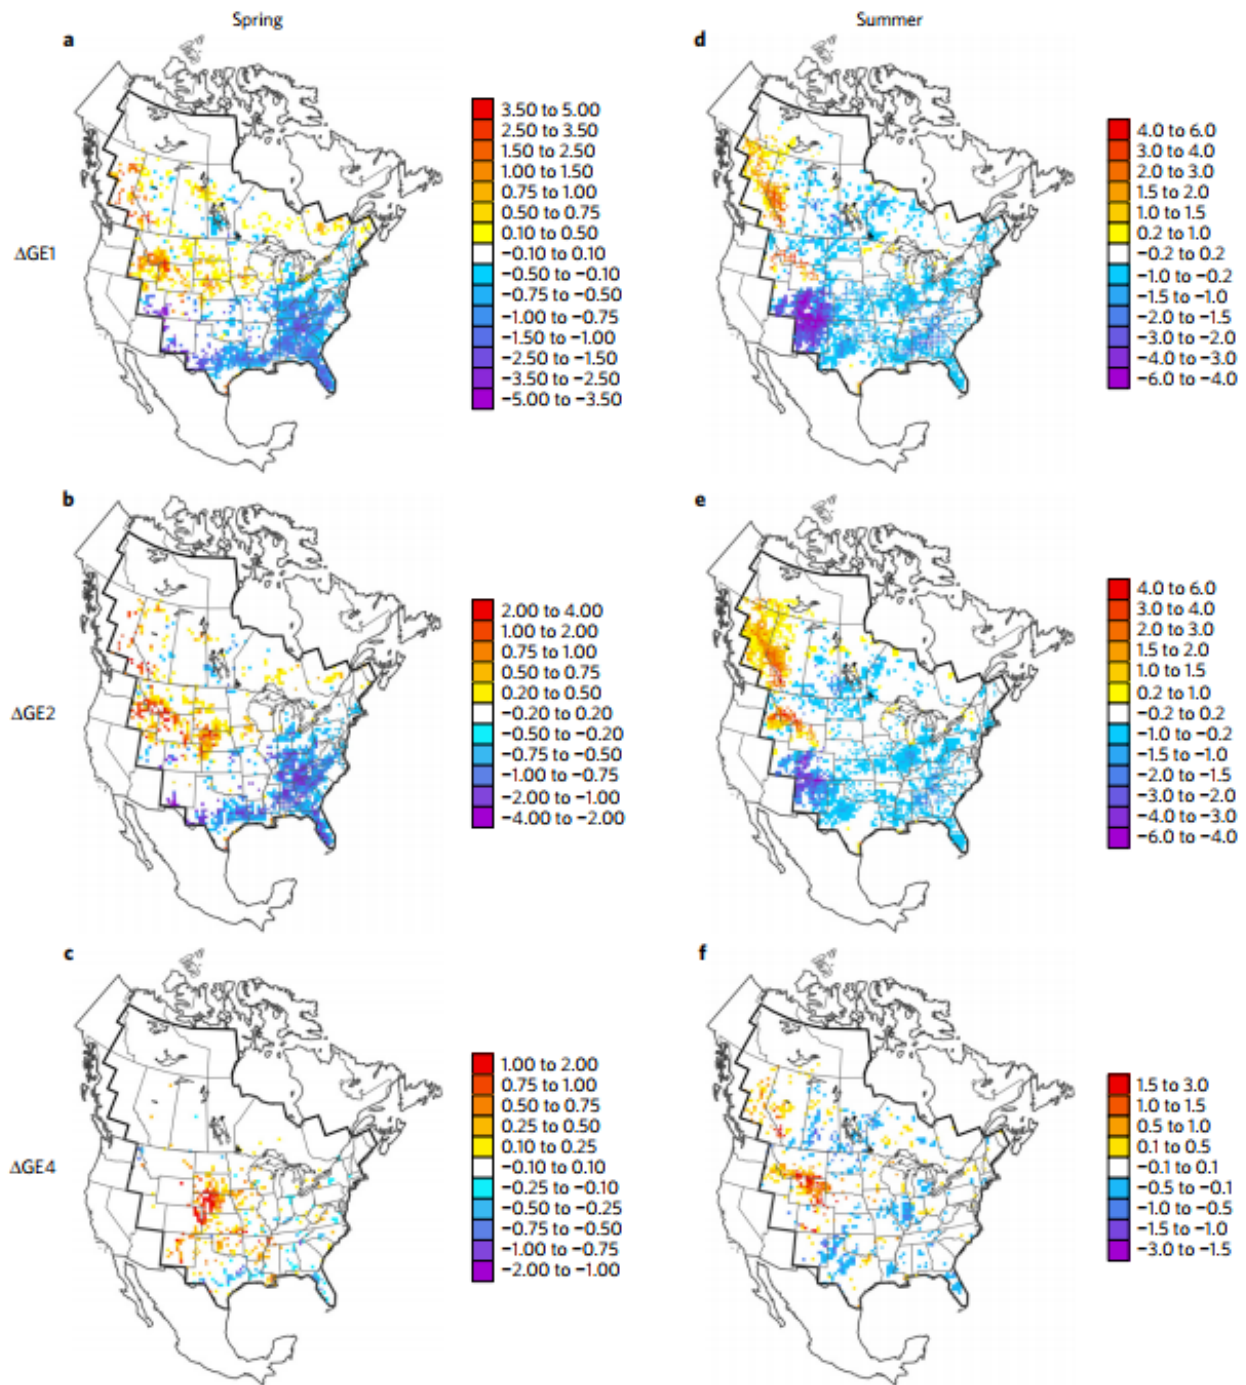 Spring
Summer
a
d
ΔGE1
3.50 to 5.00
2.50 to 3.50
1.50 to 2.50
1.00 to 1.50
0.75 to 1.00
0.50 to 0.75
0.10 to 0.50
−0.10 to 0.10
−0.50 to −0.10
−0.75 to −0.50
−1.00 to −0.75
−1.50 to −1.00
−2.50 to −1.50
−3.50 to −2.50
−5.00 to −3.50
4.0 to 6.0
3.0 to 4.0
2.0 to 3.0
1.5 to 2.0
1.0 to 1.5
0.2 to 1.0
−0.2 to 0.2
−1.0 to −0.2
−1.5 to −1.0
−2.0 to −1.5
−3.0 to −2.0
−4.0 to −3.0
−6.0 to −4.0
b
e
ΔGE2
2.00 to 4.00
1.00 to 2.00
0.75 to 1.00
0.50 to 0.75
0.20 to 0.50
−0.20 to 0.20
−0.50 to −0.20
−0.75 to −0.50
−1.00 to −0.75
−2.00 to −1.00
−4.00 to −2.00
4.0 to 6.0
3.0 to 4.0
2.0 to 3.0
1.5 to 2.0
1.0 to 1.5
0.2 to 1.0
−0.2 to 0.2
−1.0 to −0.2
−1.5 to −1.0
−2.0 to −1.5
−3.0 to −2.0
−4.0 to −3.0
−6.0 to −4.0
c
f
ΔGE4
1.00 to 2.00
0.75 to 1.00
0.50 to 0.75
0.25 to 0.50
0.10 to 0.25
−0.10 to 0.10
−0.25 to −0.10
−0.50 to −0.25
−0.75 to −0.50
−1.00 to −0.75
−2.00 to −1.00
1.5 to 3.0
1.0 to 1.5
0.5 to 1.0
0.1 to 0.5
−0.1 to 0.1
−0.5 to −0.1
−1.0 to −0.5
−1.5 to −1.0
−3.0 to −1.5